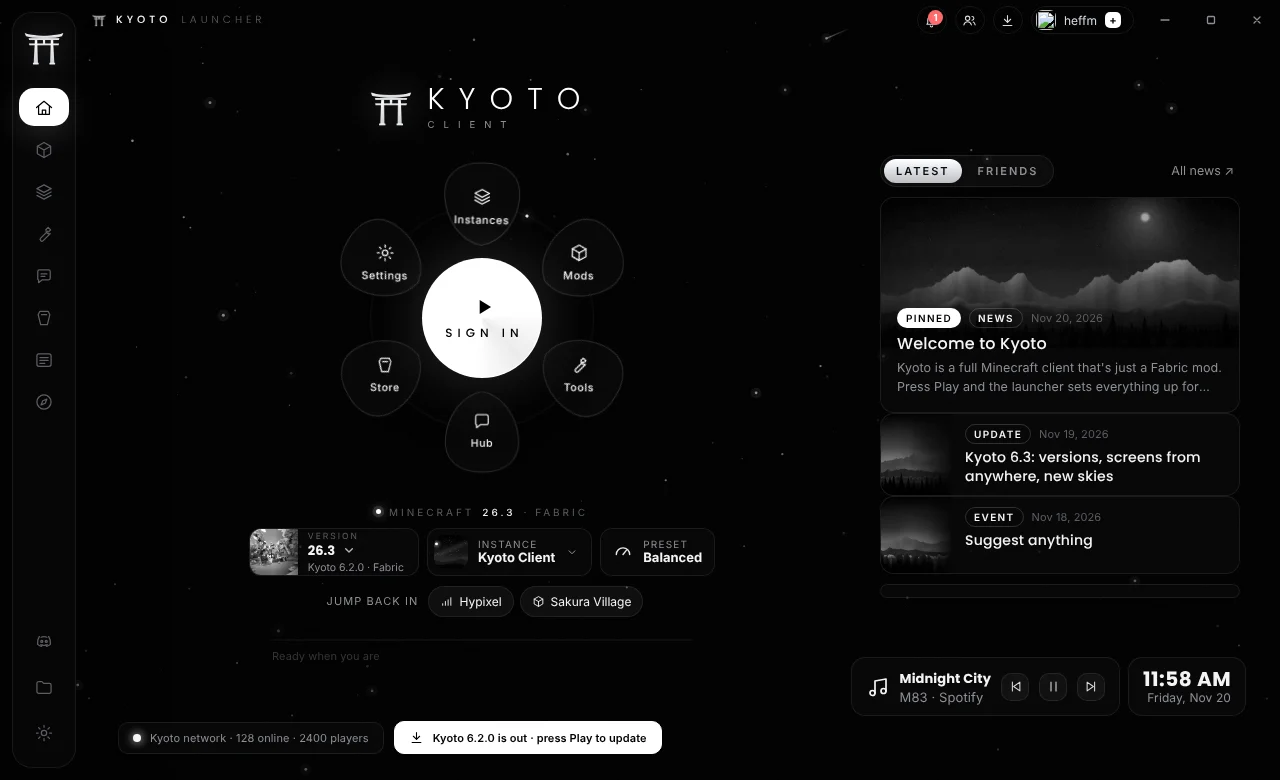 KYOTO LAUNCHER
1
heffm
KYOTO
CLIENT
Instances
Settings
Mods
SIGN IN
Store
Tools
Hub
MINECRAFT 26.3 · FABRIC
VERSION
26.3
Kyoto 6.2.0 · Fabric
INSTANCE
Kyoto Client
PRESET
Balanced
JUMP BACK IN
Hypixel
Sakura Village
Ready when you are
Kyoto network · 128 online · 2400 players
Kyoto 6.2.0 is out · press Play to update
LATEST
FRIENDS
All news ↗
PINNED
NEWS
Nov 20, 2026
Welcome to Kyoto
Kyoto is a full Minecraft client that's just a Fabric mod.
Press Play and the launcher sets everything up for...
UPDATE
Nov 19, 2026
Kyoto 6.3: versions, screens from
anywhere, new skies
EVENT
Nov 18, 2026
Suggest anything
Midnight City
M83 · Spotify
11:58 AM
Friday, Nov 20